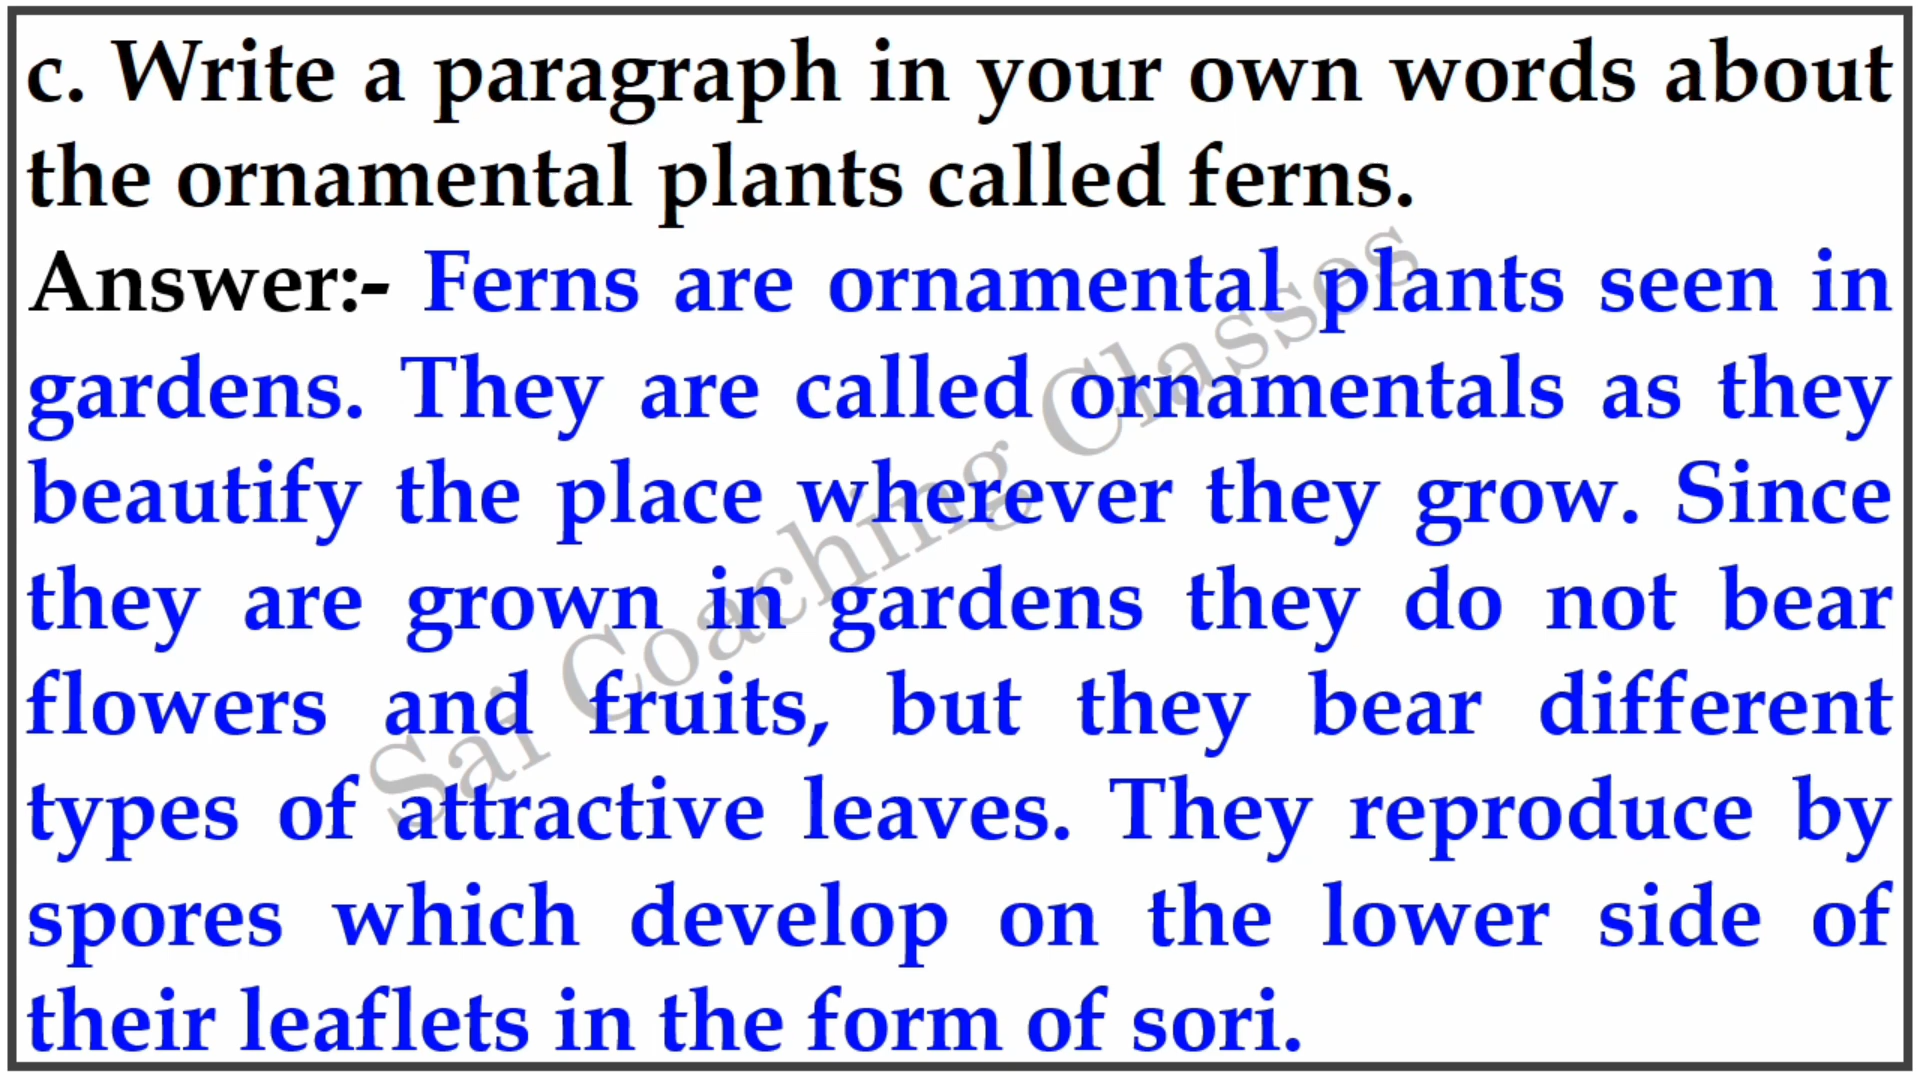 c. Write a paragraph in your own words about
the ornamental plants called ferns.
Answer:- Ferns are ornamental plants seen in
gardens. They are called ornamentals as they
beautify the place wherever they grow. Since
they are grown in gardens they do not bear
flowers and fruits, but they bear different
types of attractive leaves. They reproduce by
spores which develop on the lower side of
their leaflets in the form of sori.
Sai Coaching Classes